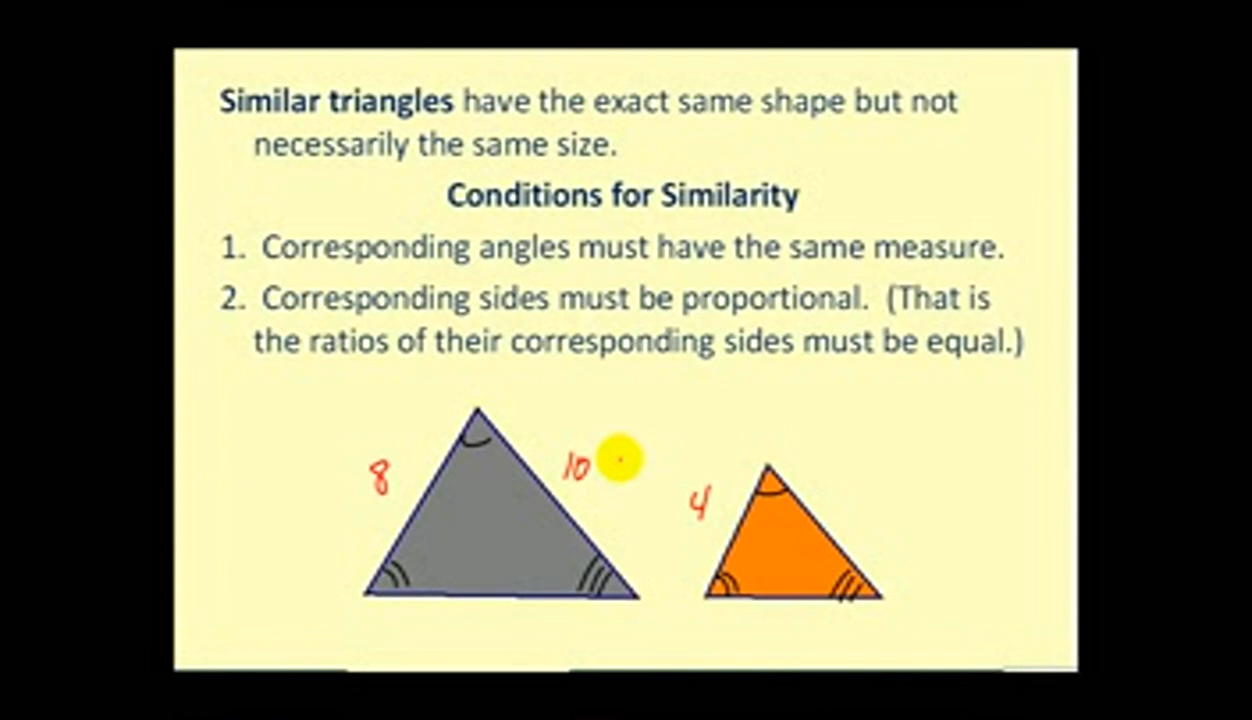 Similar triangles have the exact same shape but not
necessarily the same size.
Conditions for Similarity
1. Corresponding angles must have the same measure.
2. Corresponding sides must be proportional. (That is
the ratios of their corresponding sides must be equal.)
8 10 4